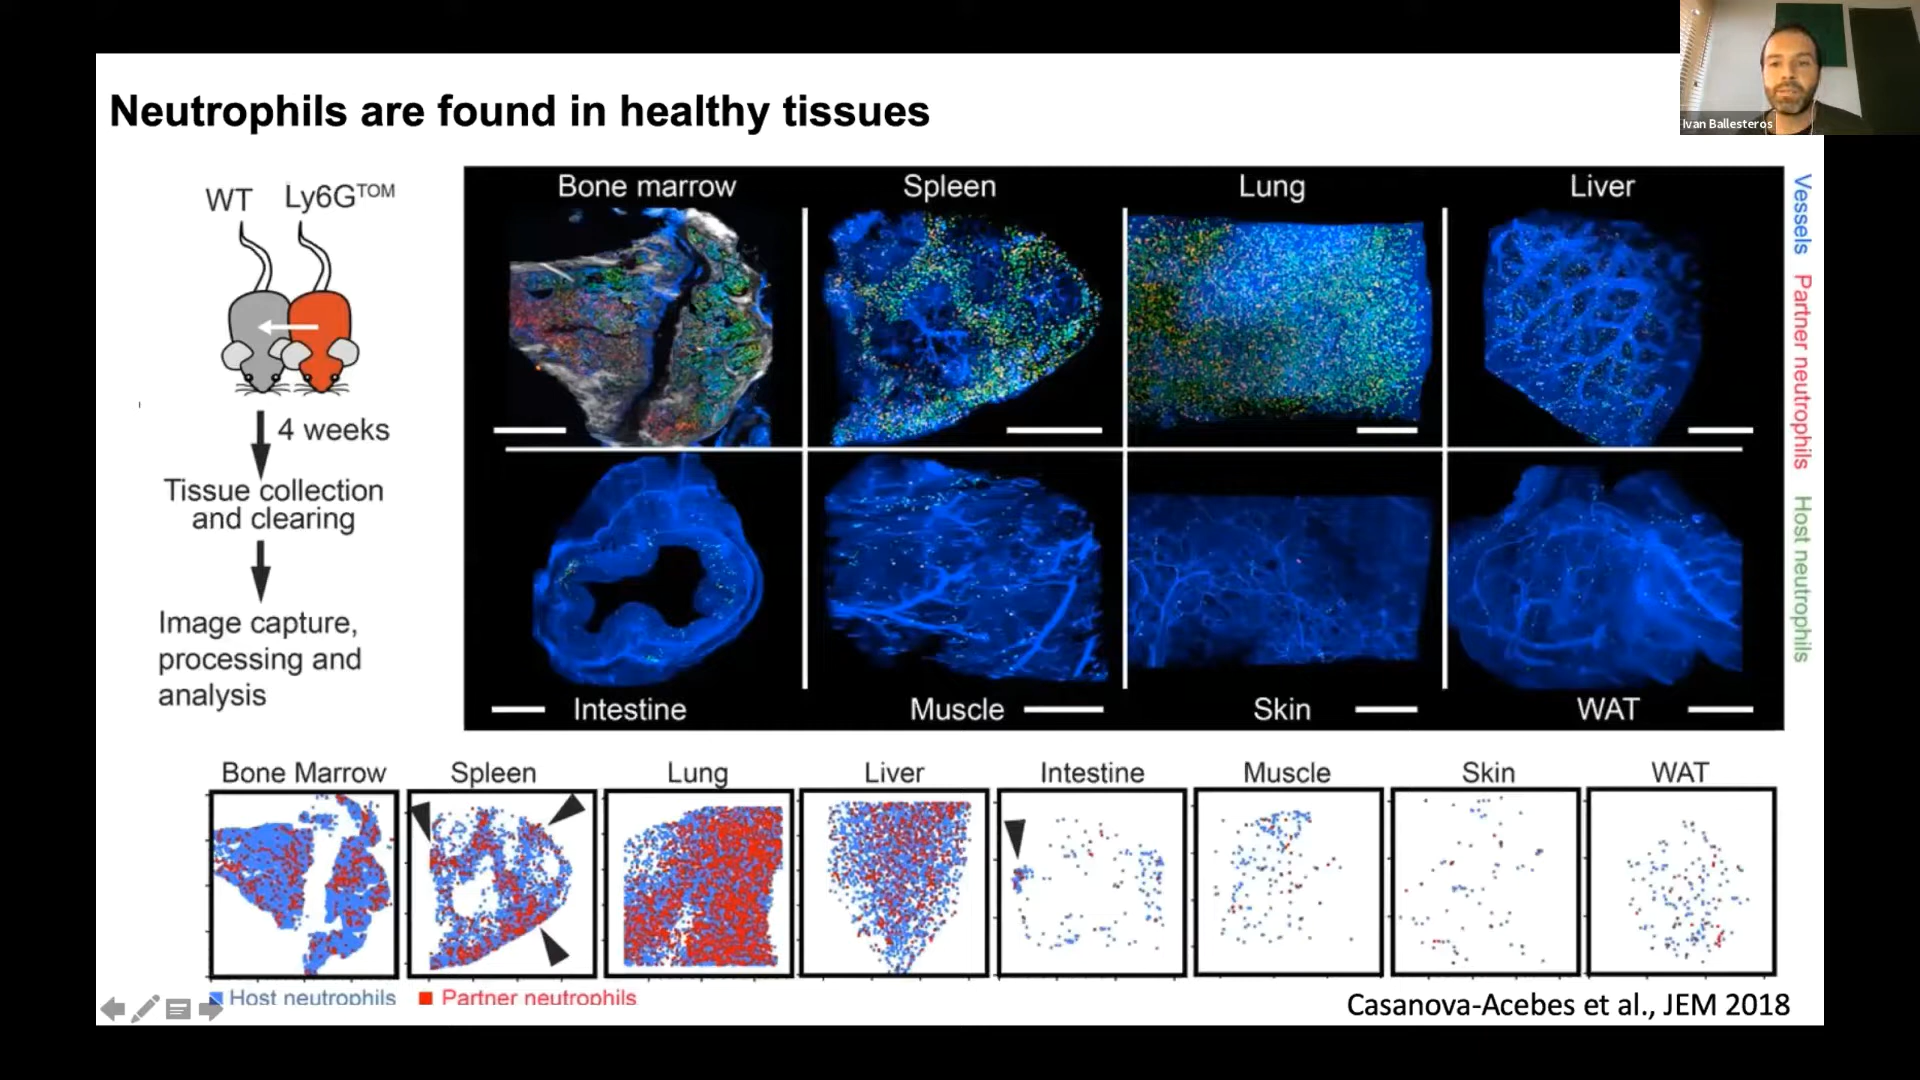 Ivan Ballesteros
Neutrophils are found in healthy tissues
WT
Ly6GTOM
4 weeks
Tissue collection
and clearing
Image capture,
processing and
analysis
Bone marrow
Spleen
Lung
Liver
Intestine
Muscle
Skin
WAT
Vessels
Partner neutrophils
Host neutrophils
Bone Marrow
Spleen
Lung
Liver
Intestine
Muscle
Skin
WAT
Host neutrophils
Partner neutrophils
Casanova-Acebes et al., JEM 2018